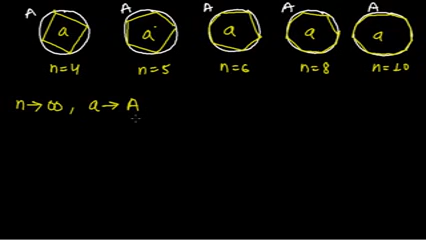 A A A A A
a a a a a
n=4 n=5 n=6 n=8 n=10
n→∞, a→A